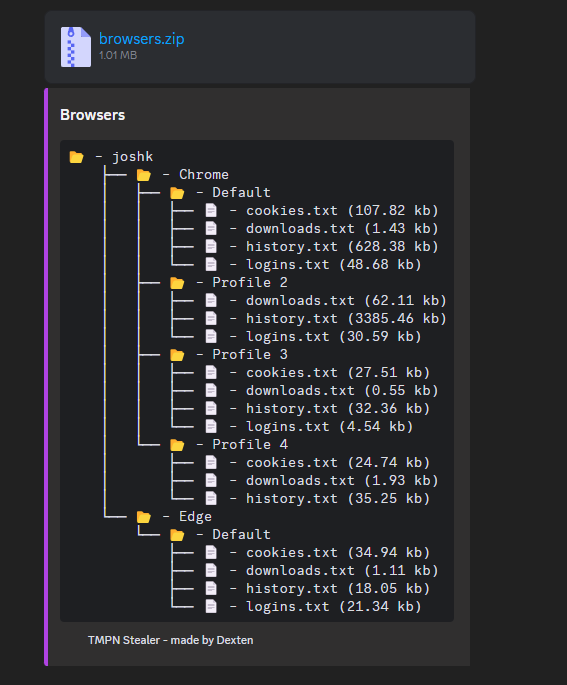 browsers.zip
1.01 MB
Browsers
- joshk
- Chrome
- Default
- cookies.txt (107.82 kb)
- downloads.txt (1.43 kb)
- history.txt (628.38 kb)
- logins.txt (48.68 kb)
- Profile 2
- downloads.txt (62.11 kb)
- history.txt (3385.46 kb)
- logins.txt (30.59 kb)
- Profile 3
- cookies.txt (27.51 kb)
- downloads.txt (0.55 kb)
- history.txt (32.36 kb)
- logins.txt (4.54 kb)
- Profile 4
- cookies.txt (24.74 kb)
- downloads.txt (1.93 kb)
- history.txt (35.25 kb)
- Edge
- Default
- cookies.txt (34.94 kb)
- downloads.txt (1.11 kb)
- history.txt (18.05 kb)
- logins.txt (21.34 kb)
TMPN Stealer - made by Dexten